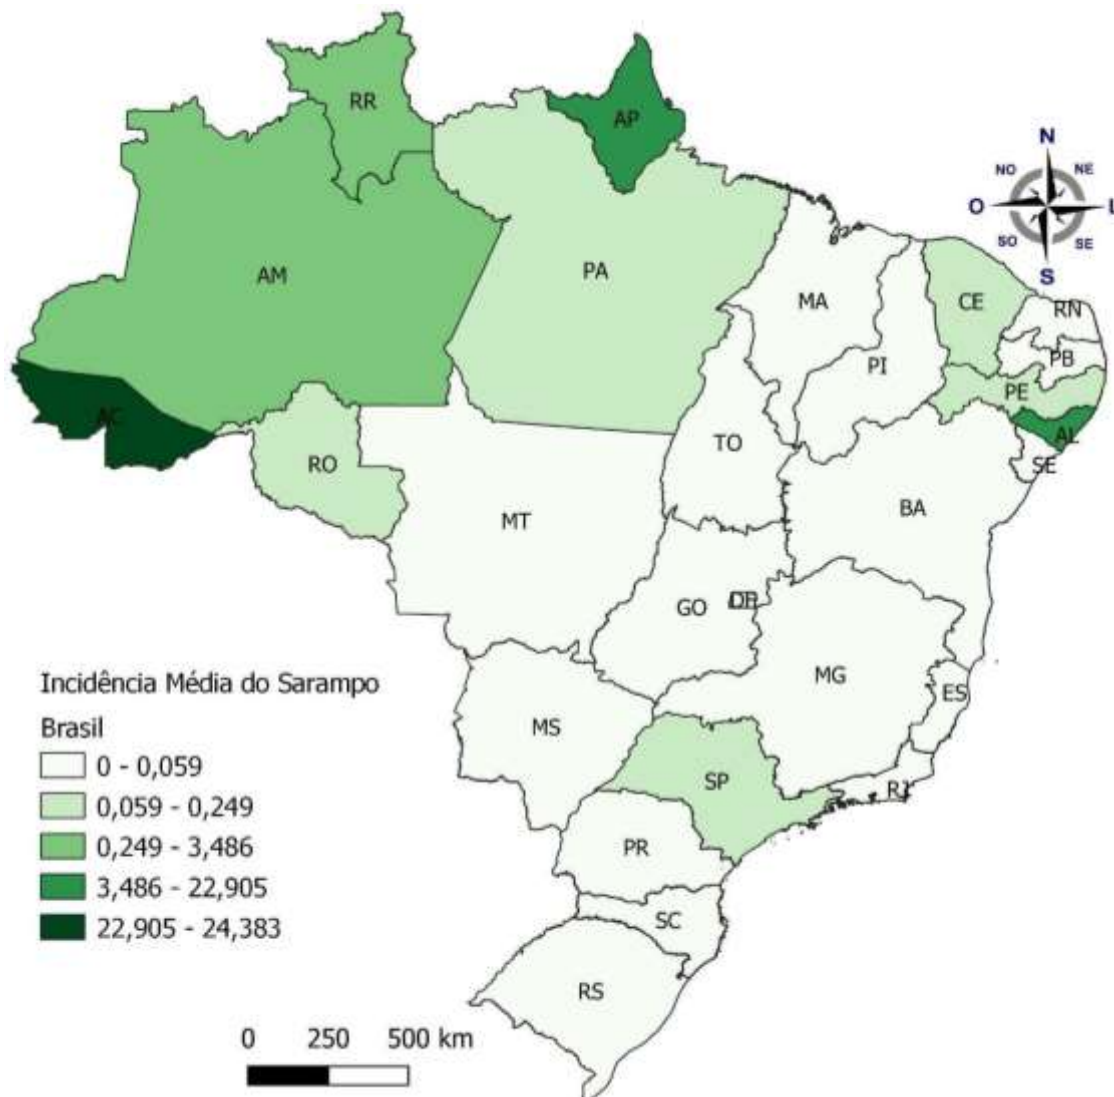 RR
AP
N
NO
NE
O
L
SO
SE
S
AM
PA
MA
CE
RN
PB
PI
PE
AC
AL
TO
SE
RO
BA
MT
GO
DF
MG
ES
Incidência Média do Sarampo
Brasil
0 - 0,059
0,059 - 0,249
0,249 - 3,486
3,486 - 22,905
22,905 - 24,383
MS
SP
RJ
PR
SC
RS
0 250 500 km